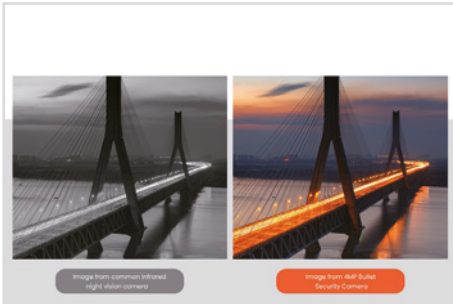 Image from common infrared
night vision camera
Image from 4MP Bullet
Security Camera